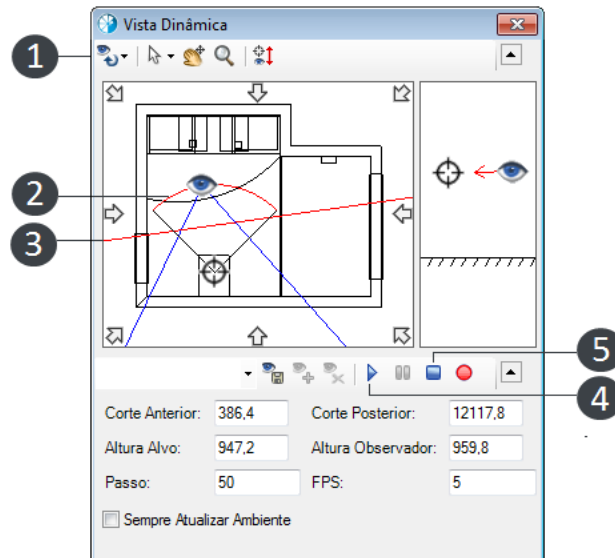 Vista Dinâmica
1
2
3
5
4
Corte Anterior: 386,4 Corte Posterior: 12117,8
Altura Alvo: 947,2 Altura Observador: 959,8
Passo: 50 FPS: 5
Sempre Atualizar Ambiente